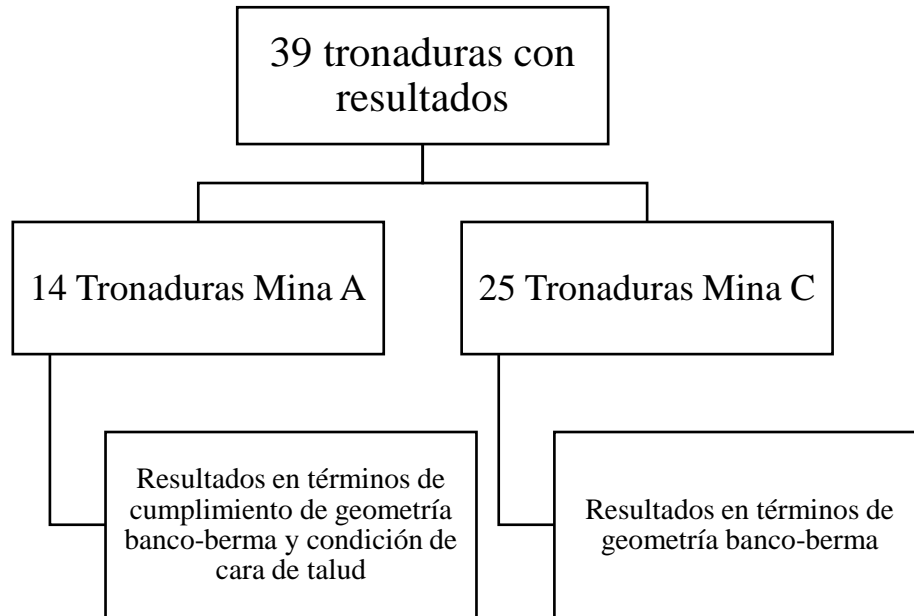 39 tronaduras con
resultados
14 Tronaduras Mina A
25 Tronaduras Mina C
Resultados en términos de
cumplimiento de geometría
banco-berma y condición de
cara de talud
Resultados en términos de
geometría banco-berma